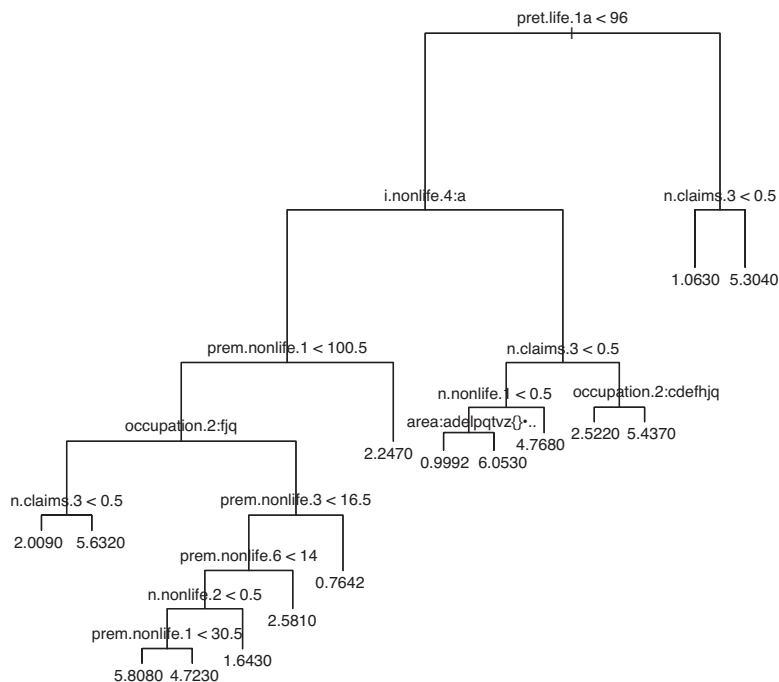 pret.life.1a < 96
i.nonlife.4:a
n.claims.3 < 0.5
1.0630 5.3040
prem.nonlife.1 < 100.5
n.claims.3 < 0.5
n.nonlife.1 < 0.5
occupation.2:cdefhjq
area:adelpqtvz{}•..
4.7680
2.5220 5.4370
occupation.2:fjq
2.2470
0.9992 6.0530
n.claims.3 < 0.5
prem.nonlife.3 < 16.5
2.0090 5.6320
prem.nonlife.6 < 14
0.7642
n.nonlife.2 < 0.5
2.5810
prem.nonlife.1 < 30.5
1.6430
5.8080 4.7230